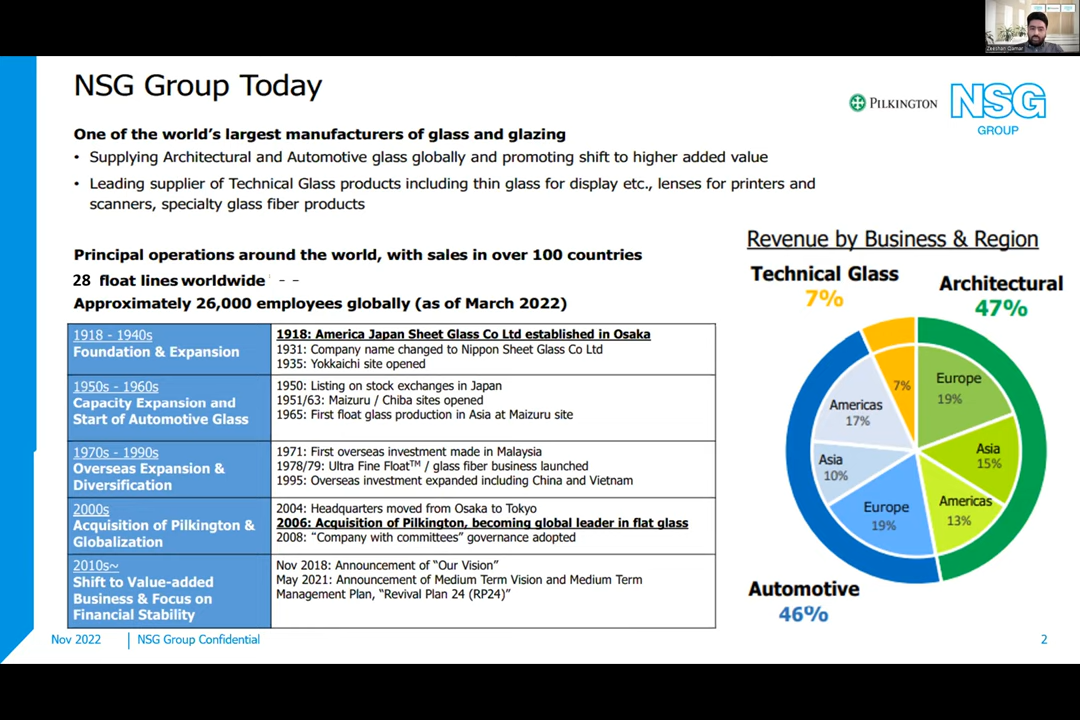 Zeeshan Qamar
NSG Group Today
PILKINGTON
NSG
GROUP
One of the world's largest manufacturers of glass and glazing
• Supplying Architectural and Automotive glass globally and promoting shift to higher added value
• Leading supplier of Technical Glass products including thin glass for display etc., lenses for printers and
scanners, specialty glass fiber products
Principal operations around the world, with sales in over 100 countries
28 float lines worldwide
Approximately 26,000 employees globally (as of March 2022)
1918 - 1940s
Foundation & Expansion
1918: America Japan Sheet Glass Co Ltd established in Osaka
1931: Company name changed to Nippon Sheet Glass Co Ltd
1935: Yokkaichi site opened
1950s - 1960s
Capacity Expansion and
Start of Automotive Glass
1950: Listing on stock exchanges in Japan
1951/63: Maizuru / Chiba sites opened
1965: First float glass production in Asia at Maizuru site
1970s - 1990s
Overseas Expansion &
Diversification
1971: First overseas investment made in Malaysia
1978/79: Ultra Fine Float™ / glass fiber business launched
1995: Overseas investment expanded including China and Vietnam
2000s
Acquisition of Pilkington &
Globalization
2004: Headquarters moved from Osaka to Tokyo
2006: Acquisition of Pilkington, becoming global leader in flat glass
2008: "Company with committees" governance adopted
2010s~
Shift to Value-added
Business & Focus on
Financial Stability
Nov 2018: Announcement of "Our Vision"
May 2021: Announcement of Medium Term Vision and Medium Term
Management Plan, "Revival Plan 24 (RP24)"
Revenue by Business & Region
Technical Glass
7%
Architectural
47%
7%
Europe
19%
Americas
17%
Asia
15%
Asia
10%
Americas
13%
Europe
19%
Automotive
46%
Nov 2022
NSG Group Confidential
2